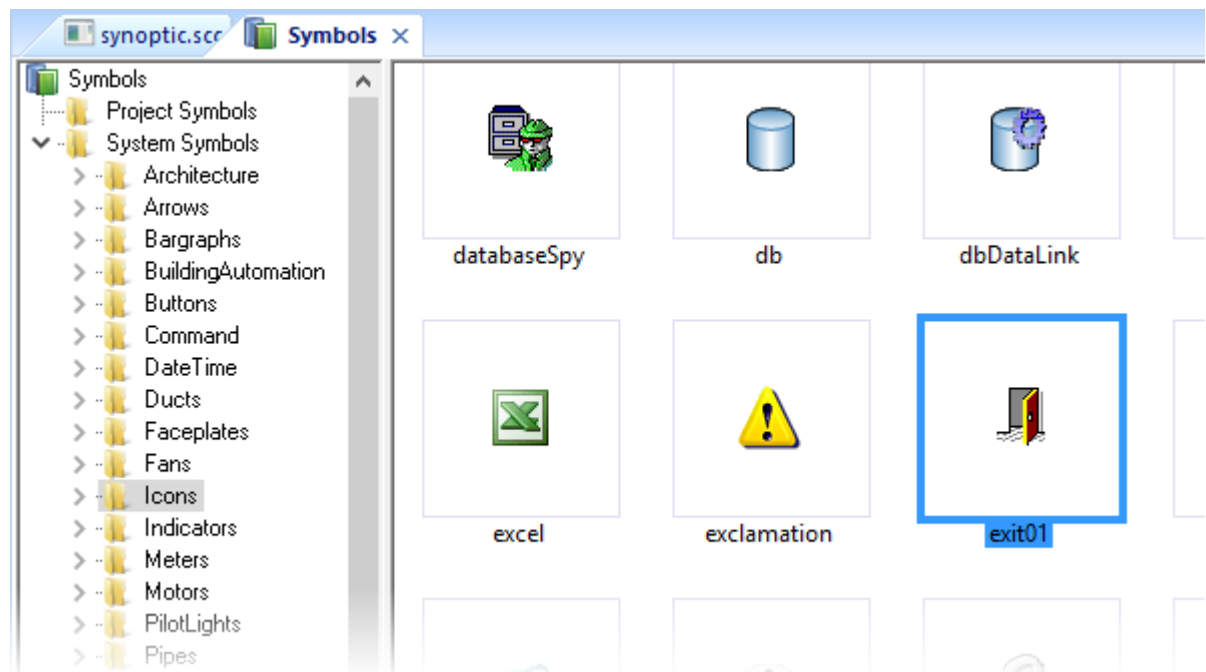 synoptic.scc
Symbols
Symbols
Project Symbols
System Symbols
Architecture
Arrows
Bargraphs
BuildingAutomation
Buttons
Command
DateTime
Ducts
Faceplates
Fans
Icons
Indicators
Meters
Motors
PilotLights
Pipes
databaseSpy db dbDataLink
excel exclamation exit01